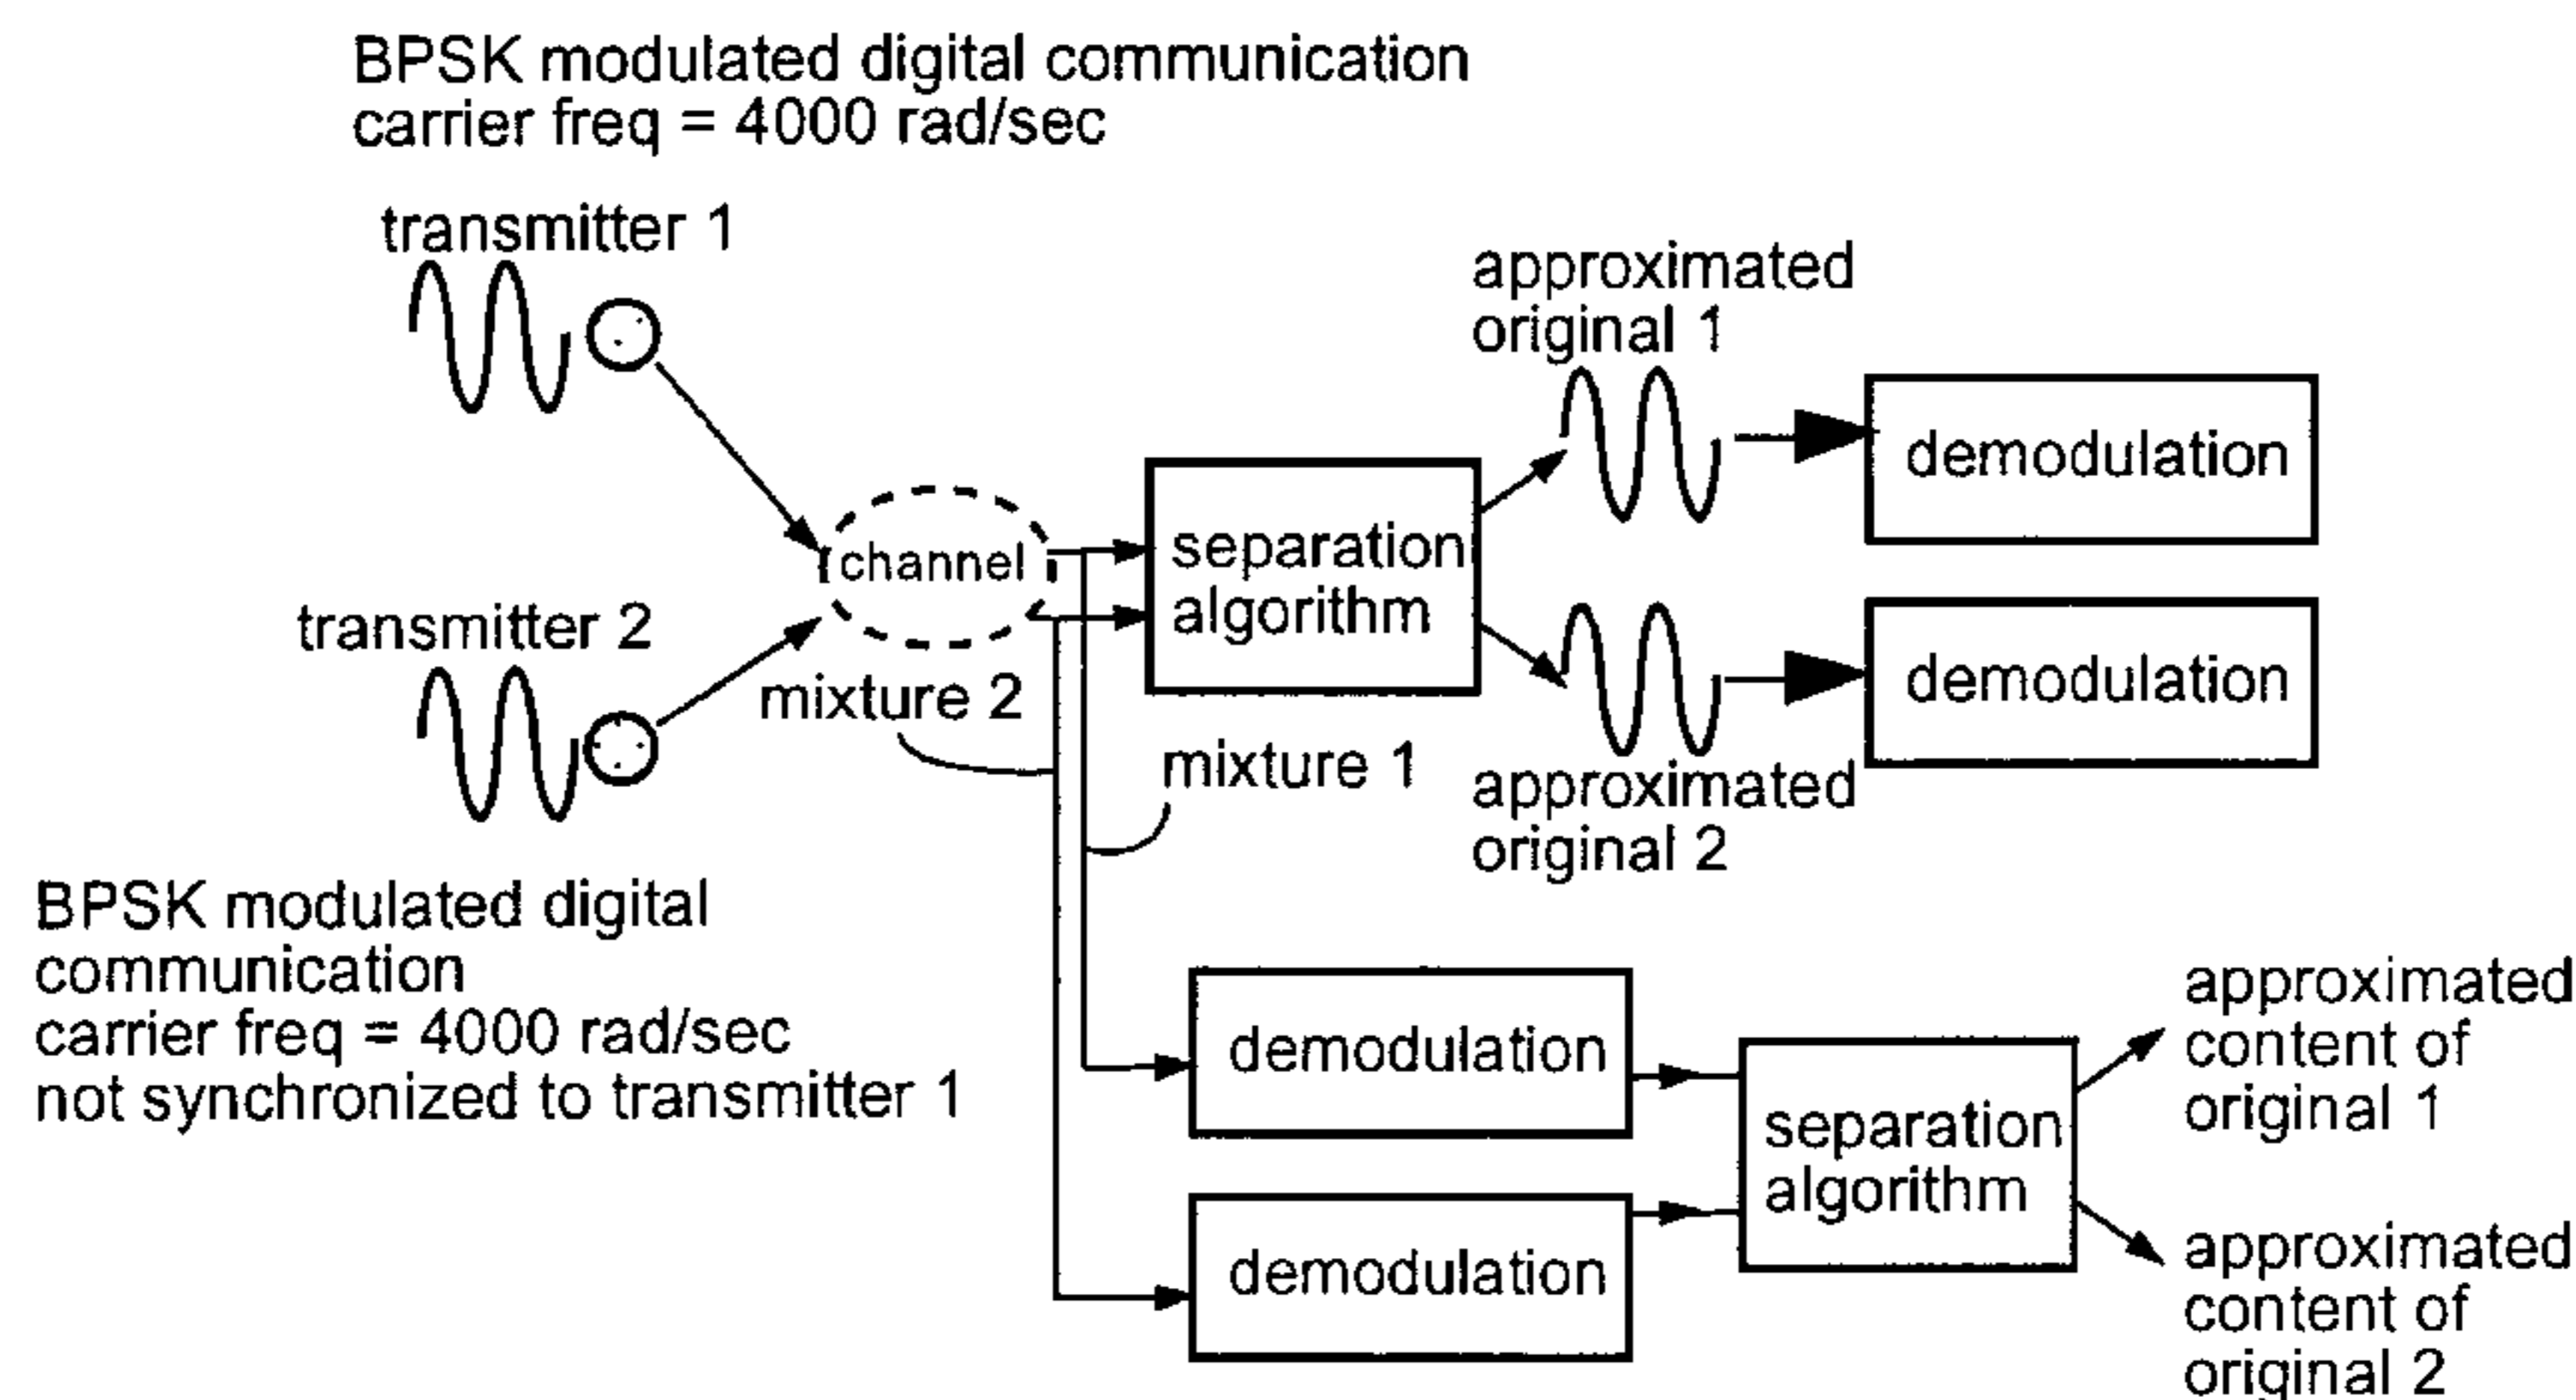 BPSK modulated digital communication
carrier freq = 4000 rad/sec
transmitter 1
approximated
original 1
demodulation
channel
separation
algorithm
transmitter 2
demodulation
mixture 2
mixture 1
approximated
original 2
BPSK modulated digital
communication
carrier freq = 4000 rad/sec
not synchronized to transmitter 1
demodulation
separation
algorithm
demodulation
approximated
content of
original 1
approximated
content of
original 2